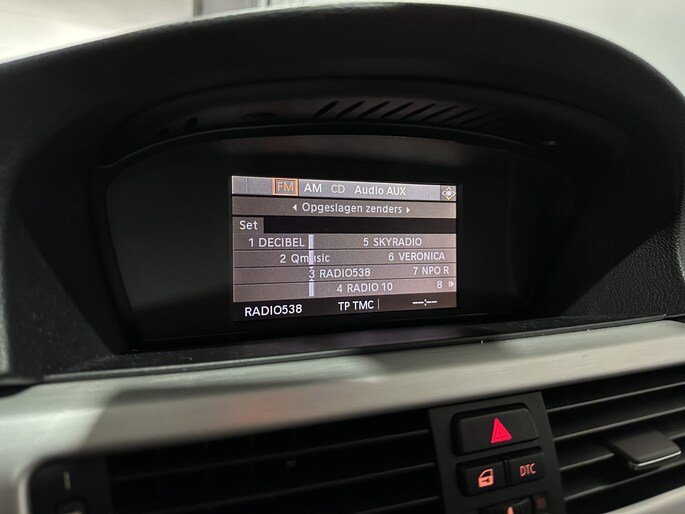 FM AM CD Audio AUX
Opgeslagen zenders
Set
1 DECIBEL 5 SKYRADIO
2 Qmusic 6 VERONICA
3 RADIO538 7 NPO R
4 RADIO 10 8
RADIO538 TP TMC --:--
DTC